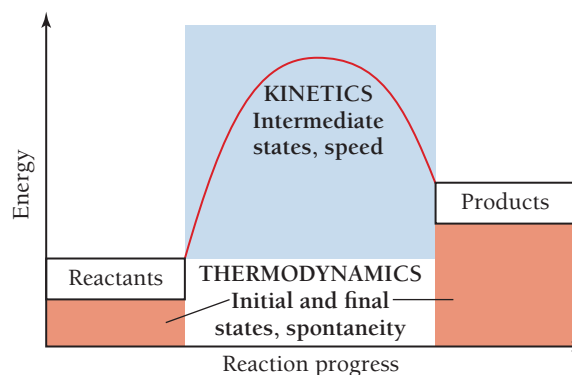 Energy
KINETICS
Intermediate
states, speed
Products
Reactants
THERMODYNAMICS
Initial and final
states, spontaneity
Reaction progress